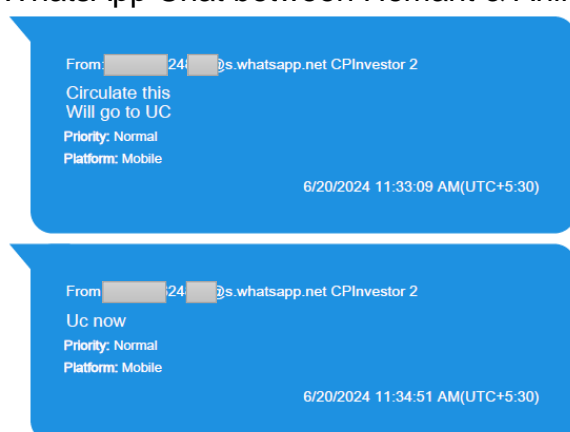 WhatsApp Chat between Hemant &
From: 24 @s.whatsapp.net CPInvestor 2
Circulate this
Will go to UC
Priority: Normal
Platform: Mobile
6/20/2024 11:33:09 AM(UTC+5:30)
From 24 @s.whatsapp.net CPInvestor 2
Uc now
Priority: Normal
Platform: Mobile
6/20/2024 11:34:51 AM(UTC+5:30)